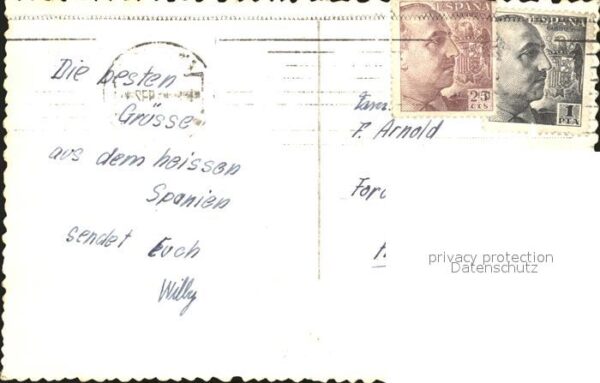 Die besten
Grüsse
aus dem heissen
Spanien
sendet Euch
Willy
ESPAÑA
25
CTS
ESPAÑA
1
PTA
SEP
F. Arnold
privacy protection
Datenschutz